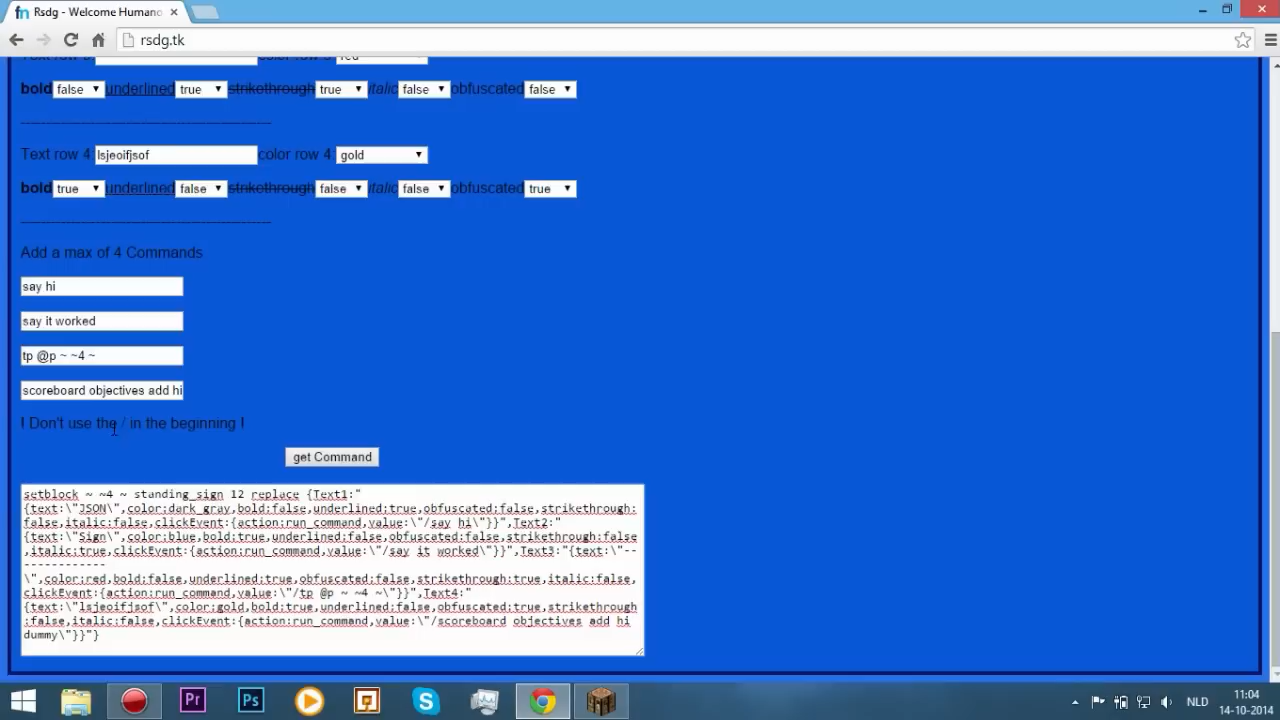 Rsdg - Welcome Humano
rsdg.tk
bold false underlined true strikethrough true italic false obfuscated false
------------------------------------------------------------
Text row 4: lsjeoifjsof color row 4: gold
bold true underlined false strikethrough false italic false obfuscated true
------------------------------------------------------------
Add a max of 4 Commands
say hi
say it worked
tp @p ~ ~4 ~
scoreboard objectives add hi
! Don't use the / in the beginning !
get Command
setblock ~ ~4 ~ standing_sign 12 replace {Text1:"
{text:\"JSON\",color:dark_gray,bold:false,underlined:true,obfuscated:false,strikethrough:
false,italic:false,clickEvent:{action:run_command,value:\"/say hi\"}}",Text2:"
{text:\"Sign\",color:blue,bold:true,underlined:false,obfuscated:false,strikethrough:false
,italic:true,clickEvent:{action:run_command,value:\"/say it worked\"}}",Text3:"{text:\"--
-------------
\",color:red,bold:false,underlined:true,obfuscated:false,strikethrough:true,italic:false,
clickEvent:{action:run_command,value:\"/tp @p ~ ~4 ~\"}}",Text4:"
{text:\"lsjeoifjsof\",color:gold,bold:true,underlined:false,obfuscated:true,strikethrough
:false,italic:false,clickEvent:{action:run_command,value:\"/scoreboard objectives add hi
dummy\"}}"}
Pr
Ps
NLD
11:04
14-10-2014